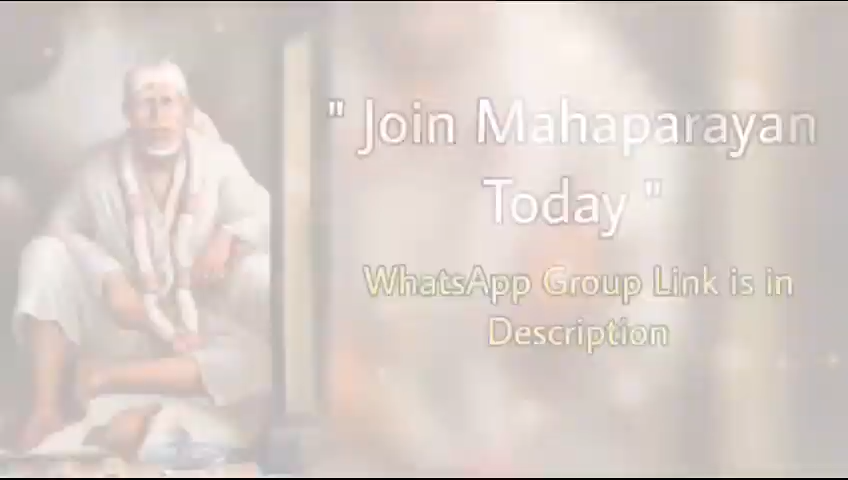 " Join Mahaparayan
Today "
WhatsApp Group Link is in
Description